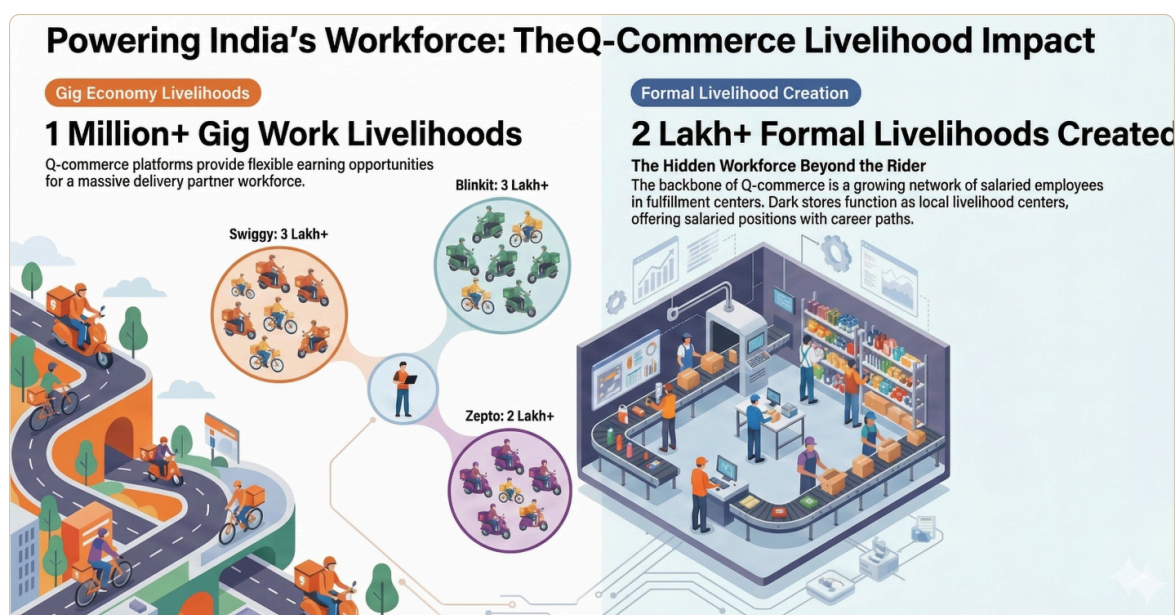 Powering India's Workforce: TheQ-Commerce Livelihood Impact
Gig Economy Livelihoods
1 Million+ Gig Work Livelihoods
Q-commerce platforms provide flexible earning opportunities
for a massive delivery partner workforce.
Blinkit: 3 Lakh+
Swiggy: 3 Lakh+
Zepto: 2 Lakh+
Formal Livelihood Creation
2 Lakh+ Formal Livelihoods Created
The Hidden Workforce Beyond the Rider
The backbone of Q-commerce is a growing network of salaried employees
in fulfillment centers. Dark stores function as local livelihood centers,
offering salaried positions with career paths.